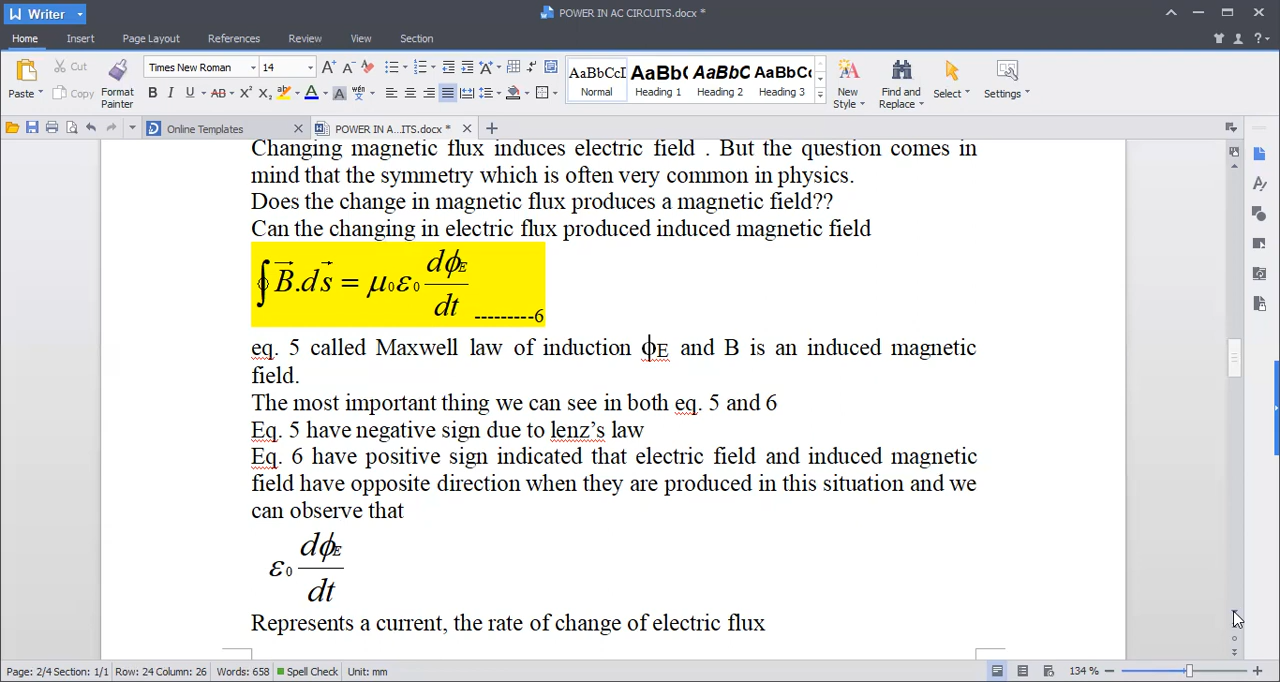 Writer
POWER IN AC CIRCUITS.docx *
Home Insert Page Layout References Review View Section
Paste Cut Copy Format Painter
Times New Roman 14
B I U AB X² X₂ A A
AaBbCcD AaBb( AaBbC AaBbC
Normal Heading 1 Heading 2 Heading 3
New Style Find and Replace Select Settings
Online Templates POWER IN A...ITS.docx *
Changing magnetic flux induces electric field . But the question comes in
mind that the symmetry which is often very common in physics.
Does the change in magnetic flux produces a magnetic field??
Can the changing in electric flux produced induced magnetic field
∮B⃗.ds⃗ = μ₀ε₀ dϕE/dt ---------6
eq. 5 called Maxwell law of induction ϕE and B is an induced magnetic
field.
The most important thing we can see in both eq. 5 and 6
Eq. 5 have negative sign due to lenz’s law
Eq. 6 have positive sign indicated that electric field and induced magnetic
field have opposite direction when they are produced in this situation and we
can observe that
ε₀ dϕE/dt
Represents a current, the rate of change of electric flux
Page: 2/4 Section: 1/1 Row: 24 Column: 26 Words: 658 Spell Check Unit: mm 134 %